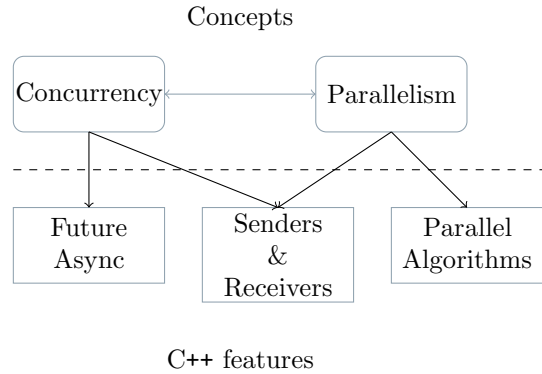 Concepts
Concurrency
Parallelism
Future
Async
Senders
&
Receivers
Parallel
Algorithms
C++ features